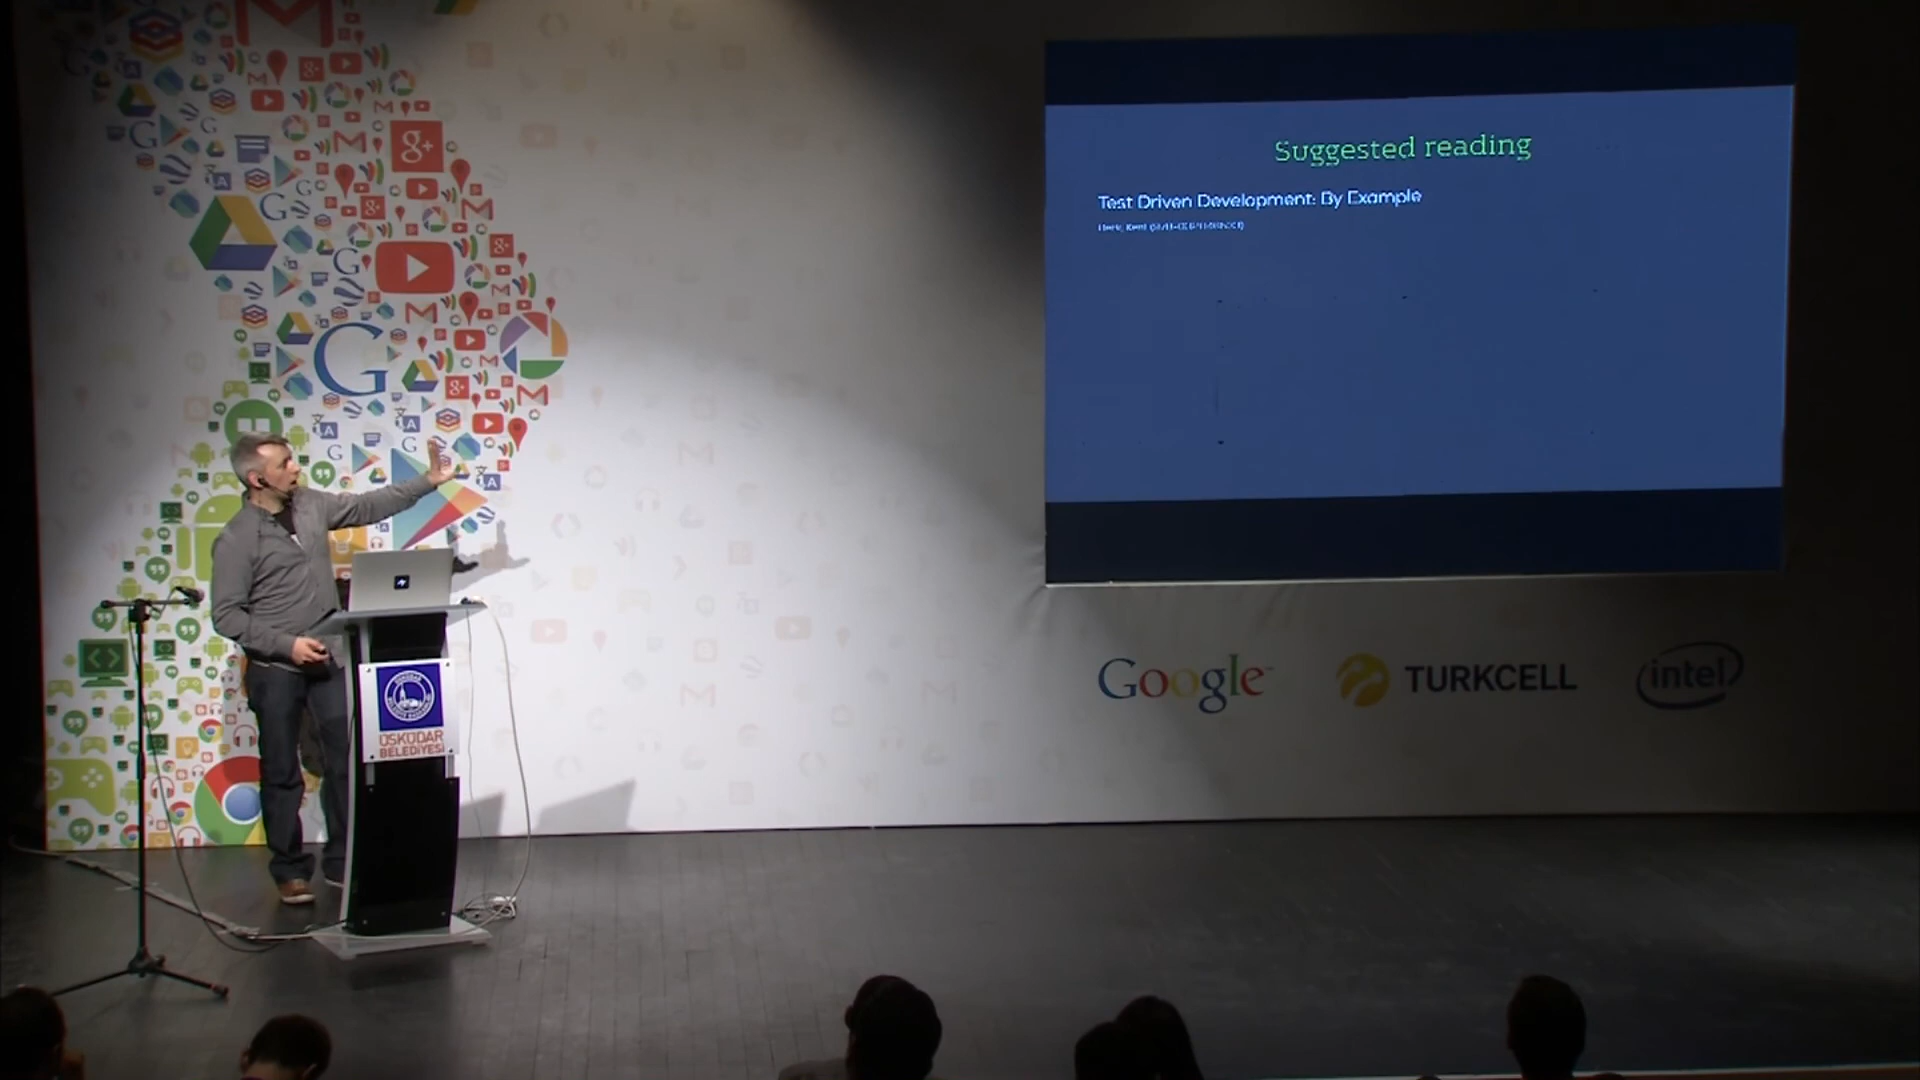 Suggested reading
Test Driven Development: By Example
Google
TURKCELL
intel
ÜSKÜDAR
BELEDİYESİ